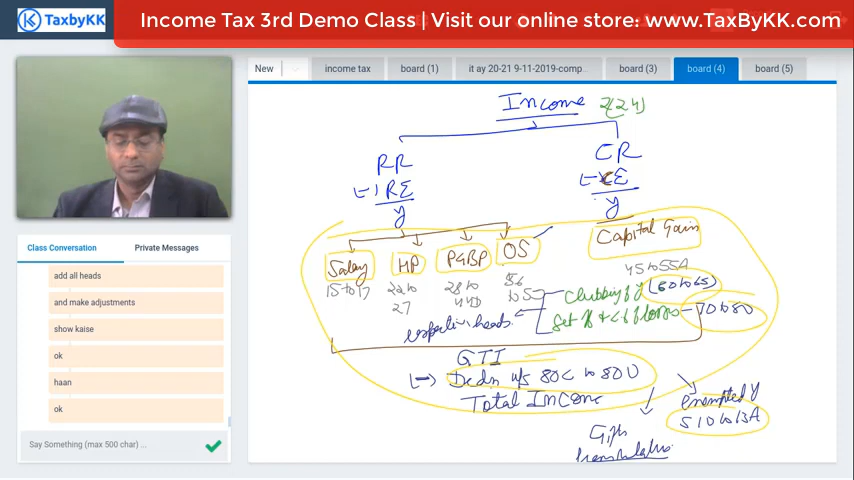 TaxbyKK
Income Tax 3rd Demo Class | Visit our online store: www.TaxByKK.com
New
income tax
board (1)
it ay 20-21 9-11-2019-comp...
board (3)
board (4)
board (5)
Income 2(24)
RR
CR
(-) RE
(-) CE
y
y
Salary
HP
PGBP
OS
Capital Gain
15 to 17
22 to 27
28 to 44D
56 to 59
45 to 55A
Clubbing of y (60 to 65)
Set off & C/f of losses - 70 to 80
respective heads
GTI
(-) Dedn u/s 80C to 80U
Total Income
exempted y
S 10 to 13A
Gift
Class Conversation
Private Messages
add all heads
and make adjustments
show kaise
ok
haan
ok
Say Something (max 500 char) ...